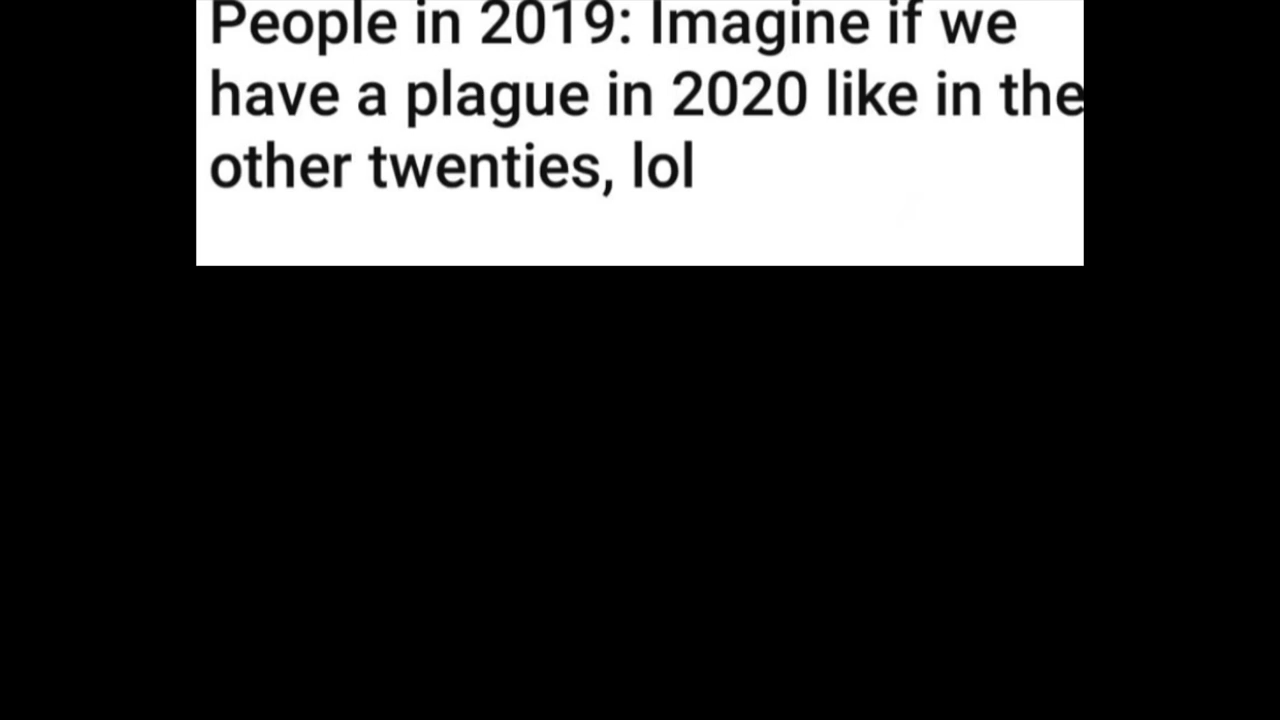 People in 2019: Imagine if we
have a plague in 2020 like in the
other twenties, lol